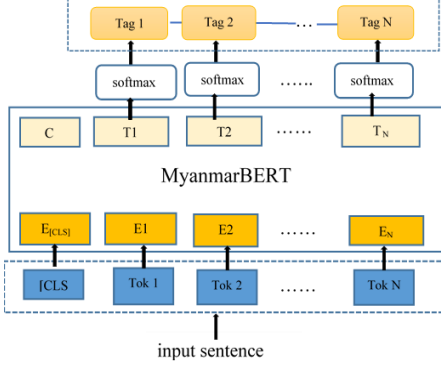 Tag 1 Tag 2 ... Tag N
softmax softmax ....... softmax
C T1 T2 ...... TN
MyanmarBERT
E[CLS] E1 E2 ...... EN
[CLS Tok 1 Tok 2 ...... Tok N
input sentence